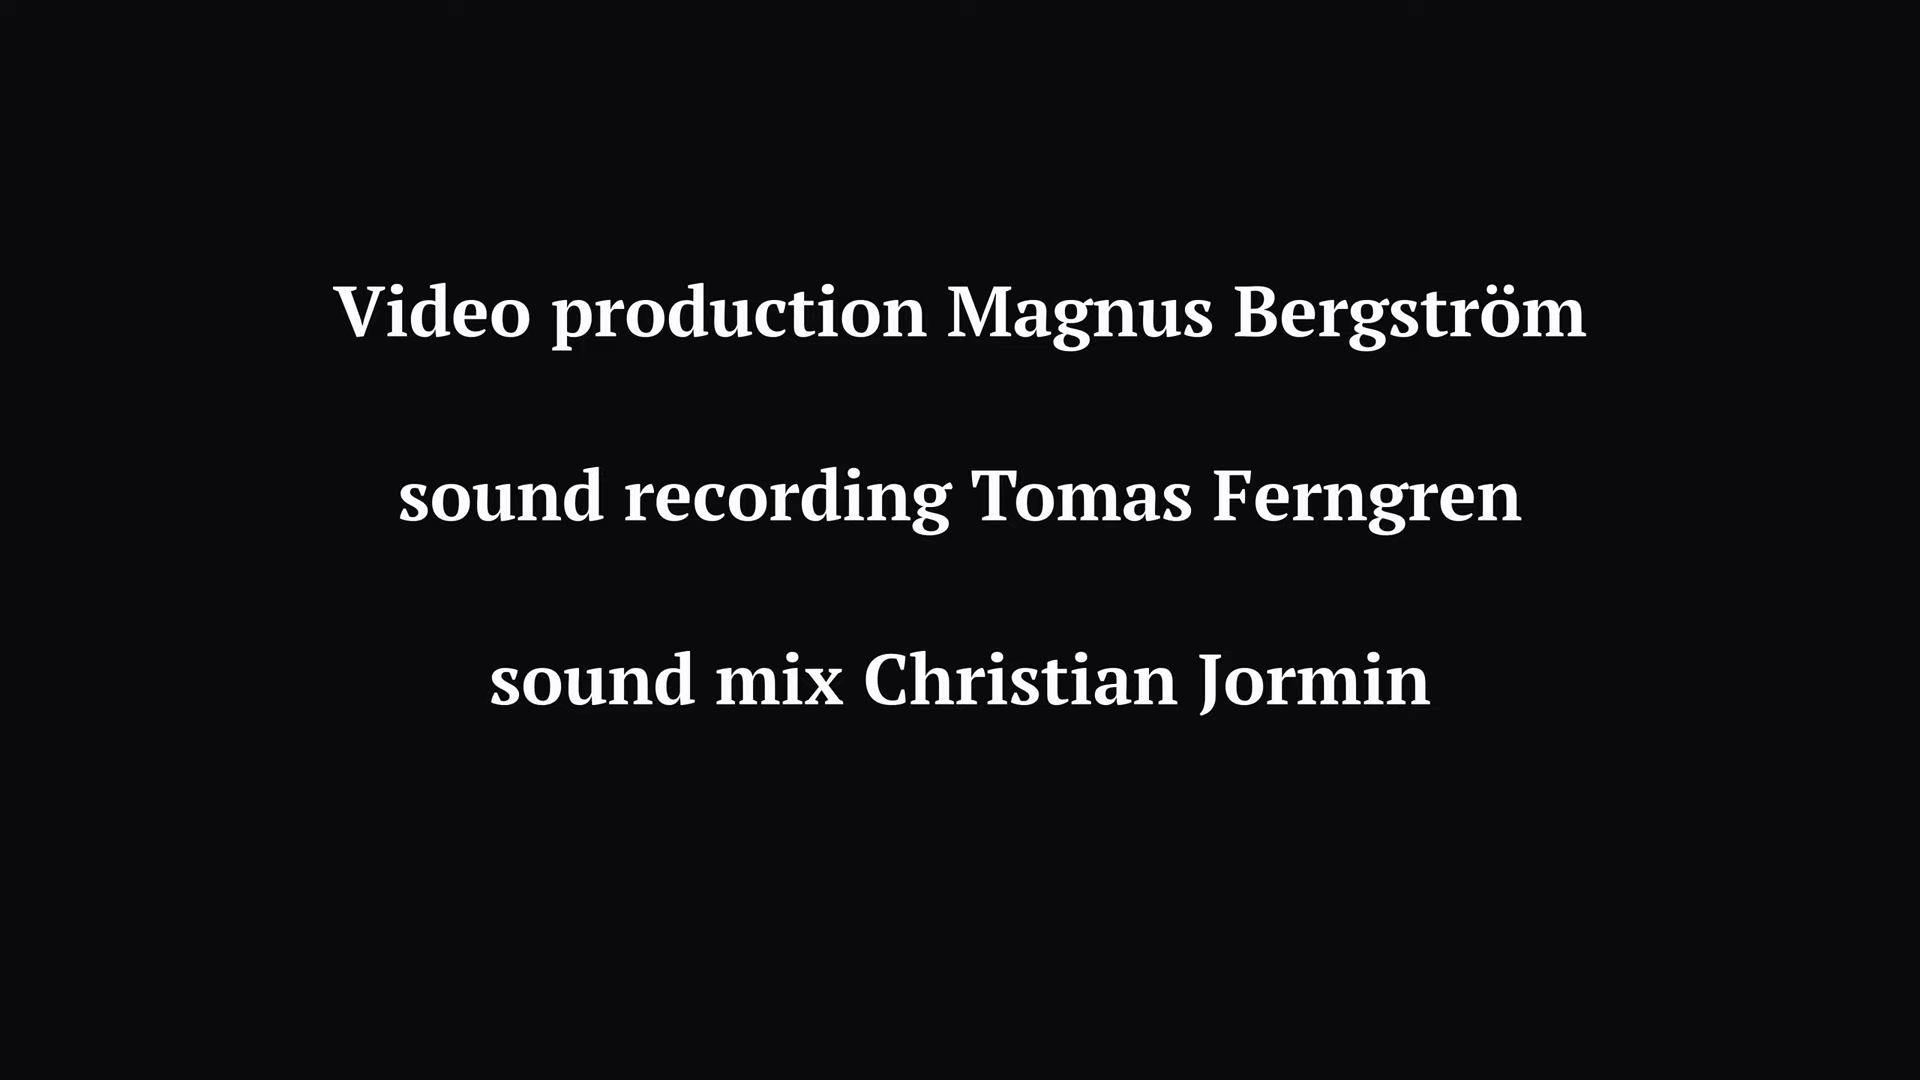 Video production Magnus Bergström
sound recording Tomas Ferngren
sound mix Christian Jormin